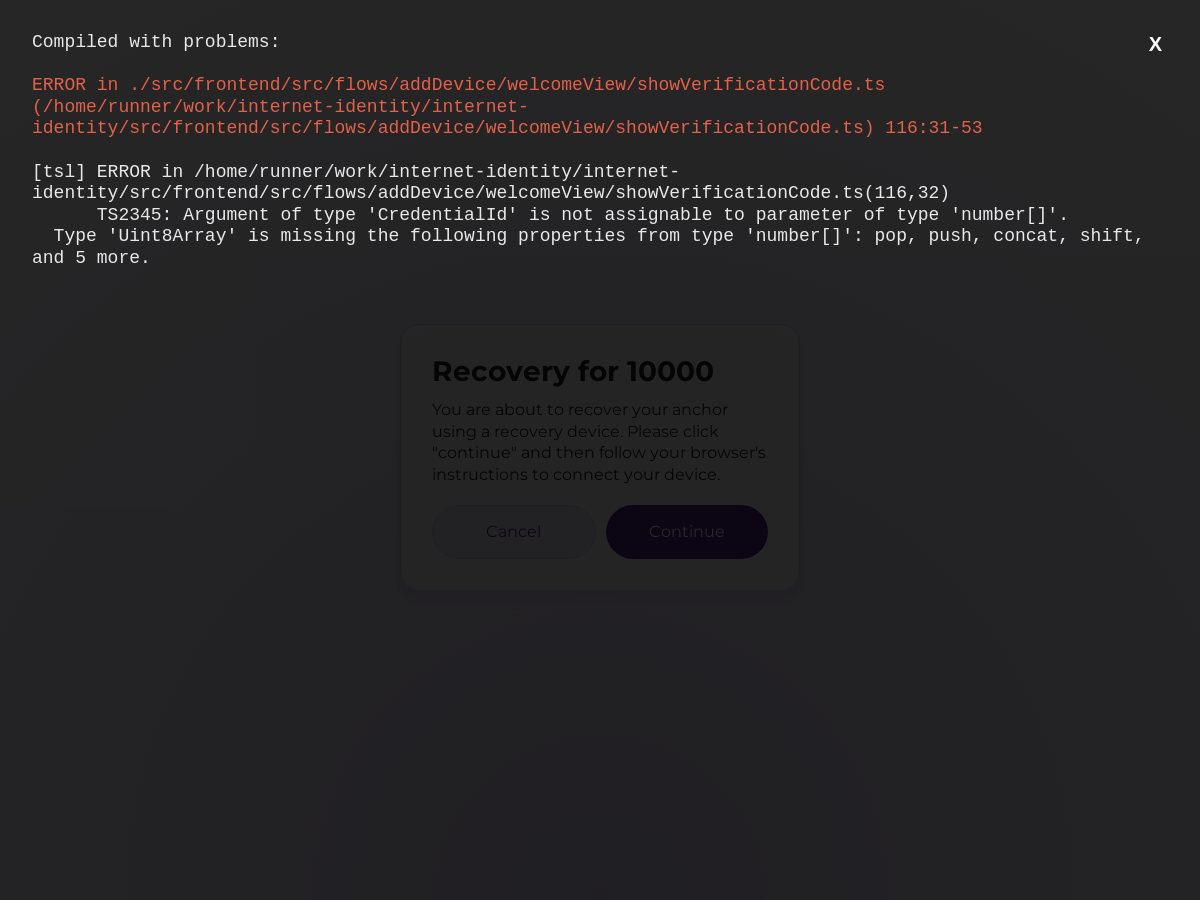 Compiled with problems:
X
ERROR in ./src/frontend/src/flows/addDevice/welcomeView/showVerificationCode.ts
(/home/runner/work/internet-identity/internet-
identity/src/frontend/src/flows/addDevice/welcomeView/showVerificationCode.ts) 116:31-53
[tsl] ERROR in /home/runner/work/internet-identity/internet-
identity/src/frontend/src/flows/addDevice/welcomeView/showVerificationCode.ts(116,32)
TS2345: Argument of type 'CredentialId' is not assignable to parameter of type 'number[]'.
Type 'Uint8Array' is missing the following properties from type 'number[]': pop, push, concat, shift,
and 5 more.
Recovery for 10000
You are about to recover your anchor
using a recovery device. Please click
"continue" and then follow your browser's
instructions to connect your device.
Cancel
Continue